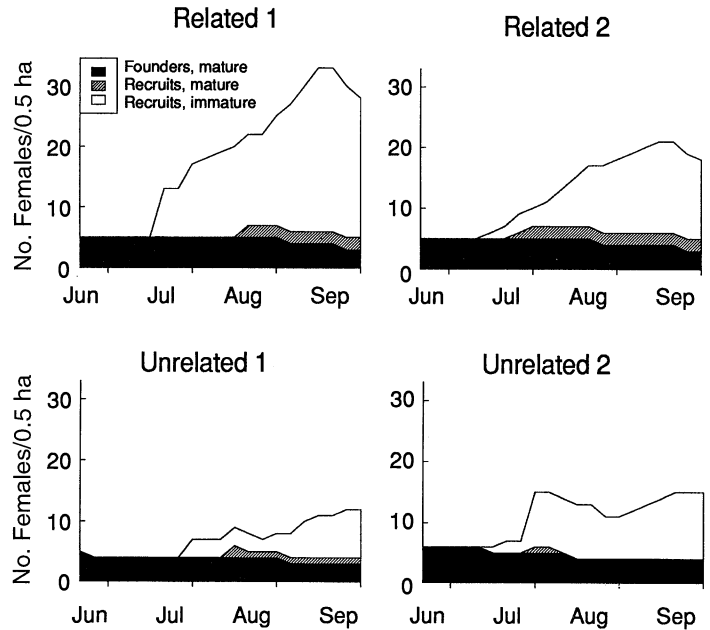 Related 1
Founders, mature
Recruits, mature
Recruits, immature
No. Females/0.5 ha
30
20
10
0
Jun Jul Aug Sep
Related 2
30
20
10
0
Jun Jul Aug Sep
Unrelated 1
No. Females/0.5 ha
30
20
10
0
Jun Jul Aug Sep
Unrelated 2
30
20
10
0
Jun Jul Aug Sep